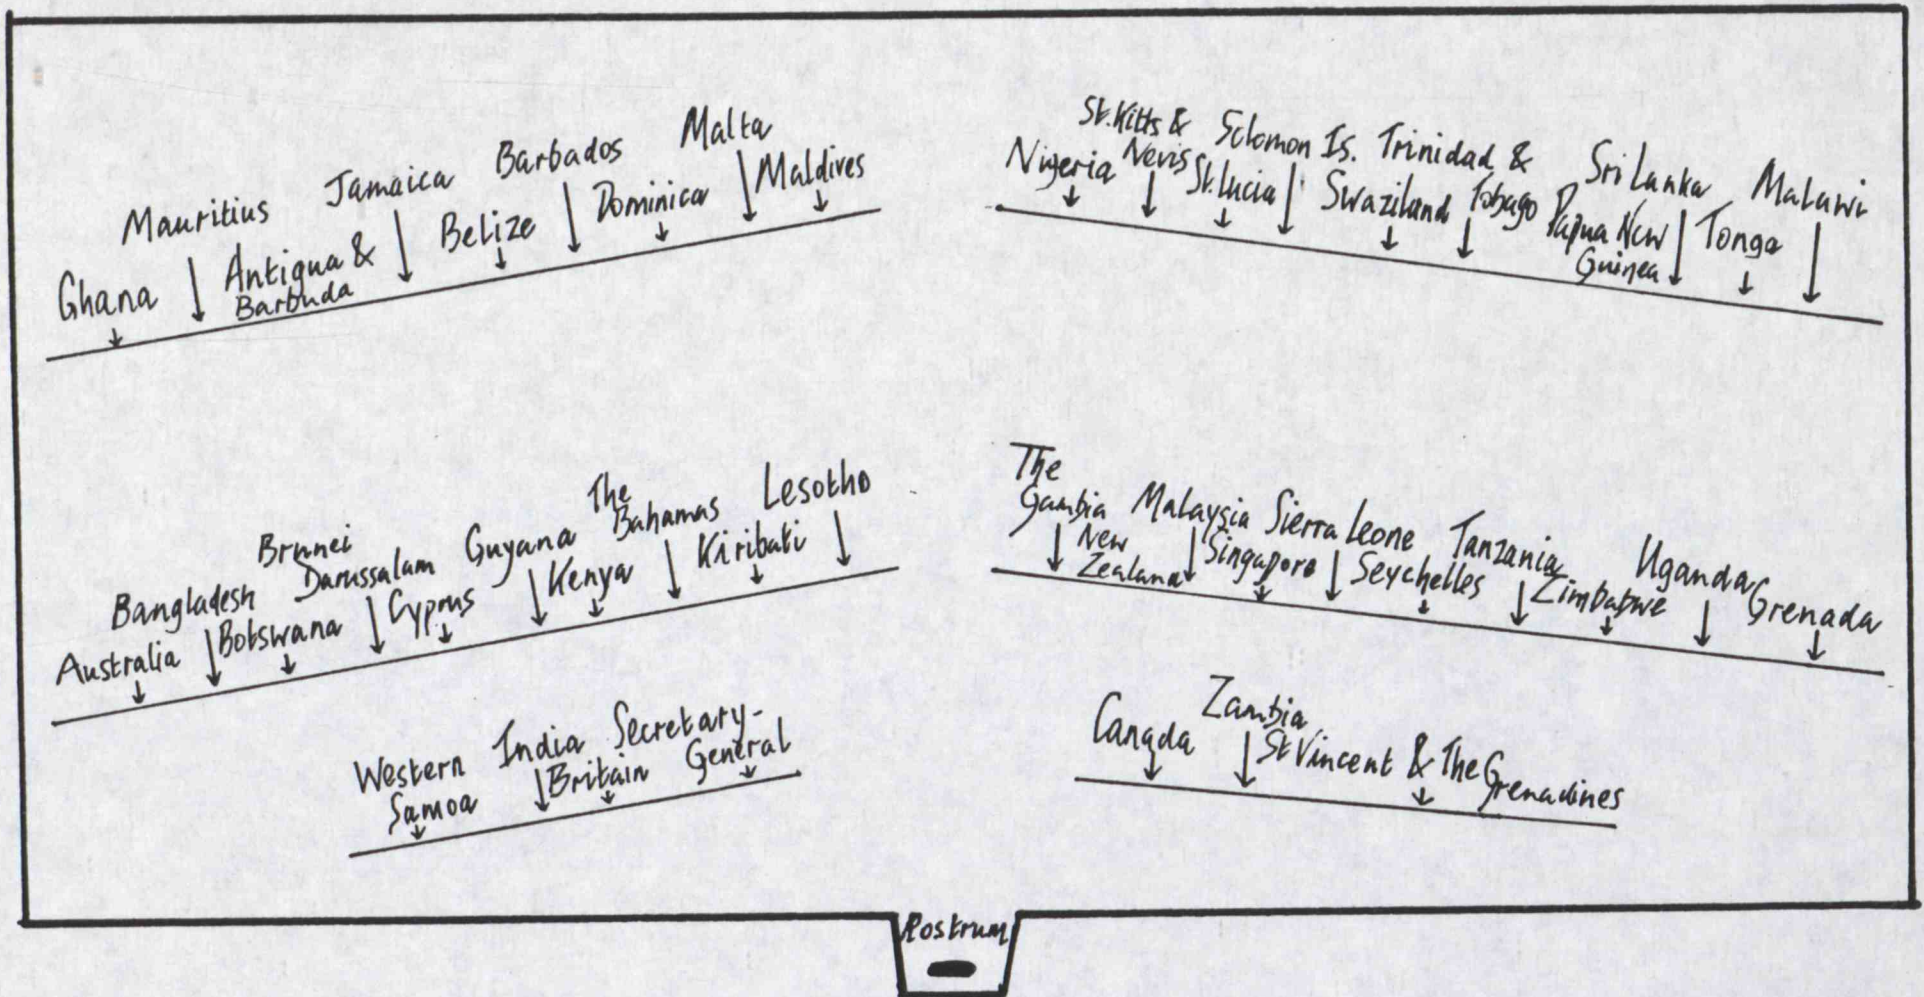 Ghana
Mauritius
Antigua &
Barbuda
Jamaica
Belize
Barbados
Dominica
Malta
Maldives
Nigeria
St. Kitts &
Nevis
St. Lucia
Solomon Is.
Swaziland
Trinidad &
Tobago
Papua New
Guinea
Sri Lanka
Tonga
Malawi
Australia
Bangladesh
Botswana
Brunei
Darussalam
Cyprus
Guyana
Kenya
The
Bahamas
Kiribati
Lesotho
The
Gambia
New
Zealand
Malaysia
Singapore
Sierra Leone
Seychelles
Tanzania
Zimbabwe
Uganda
Grenada
Western
Samoa
India
Britain
Secretary-
General
Canada
Zambia
St Vincent & The Grenadines
Rostrum